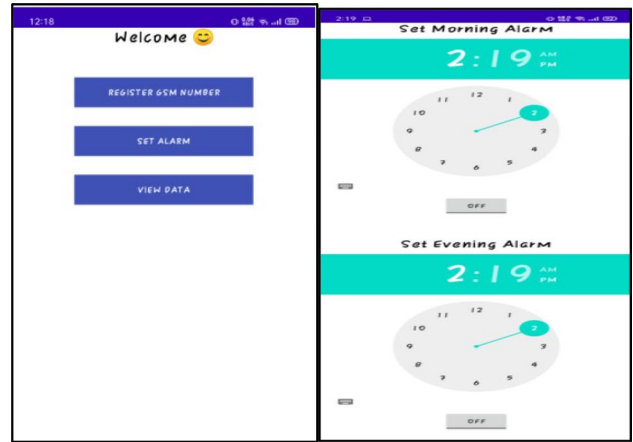 12:18
Welcome 😊
REGISTER GSM NUMBER
SET ALARM
VIEW DATA
2:19
Set Morning Alarm
2:19 AM
PM
12
11 1
10 2
9 3
8 4
7 5
6
OFF
Set Evening Alarm
2:19 AM
PM
12
11 1
10 2
9 3
8 4
7 5
6
OFF